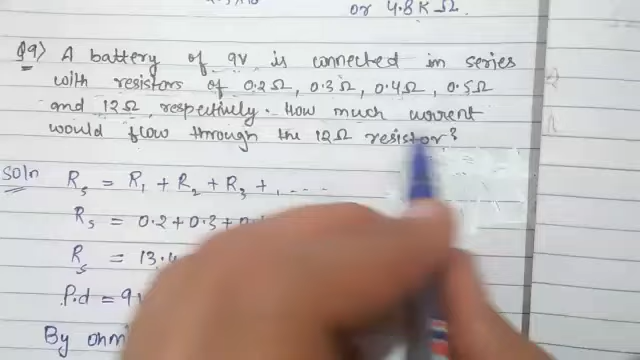 or 4.8 K Ω.
Q9> A battery of 9V is connected in series
with resistors of 0.2Ω, 0.3Ω, 0.4Ω, 0.5Ω
and 12Ω, respectively. How much current
would flow through the 12Ω resistor?
Soln Rs = R1 + R2 + R3 + . - - -
Rs = 0.2 + 0.3 + 0.
Rs = 13.4
P.d = 9V
By ohm